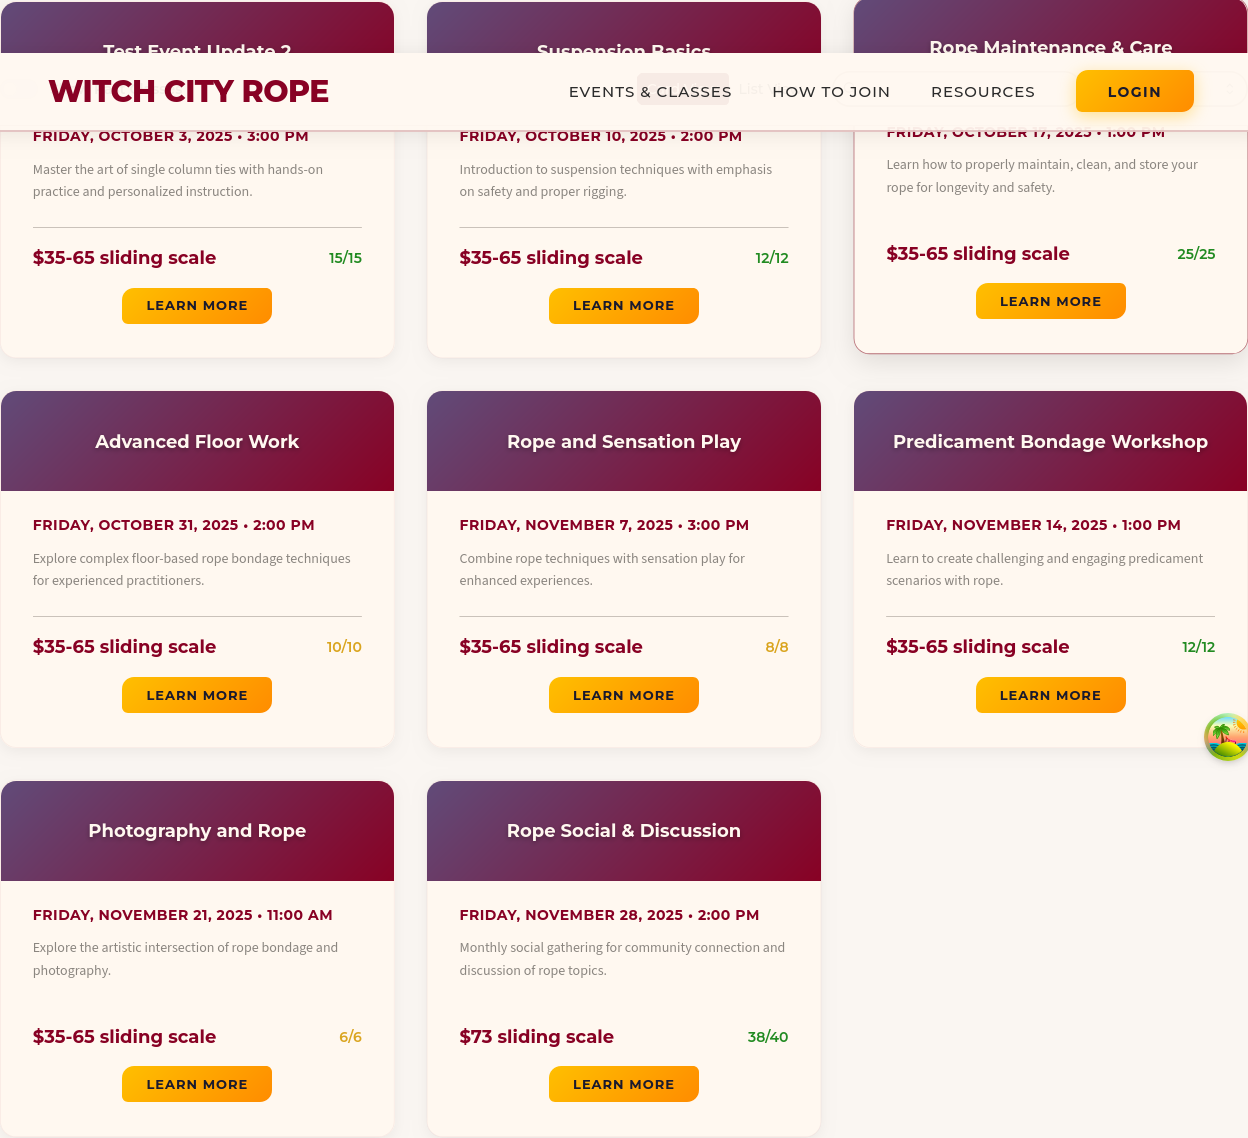 Test Event Update 2
Suspension Basics
Rope Maintenance & Care
WITCH CITY ROPE
EVENTS & CLASSES
List
HOW TO JOIN
RESOURCES
LOGIN
FRIDAY, OCTOBER 3, 2025 • 3:00 PM
Master the art of single column ties with hands-on
practice and personalized instruction.
$35-65 sliding scale
15/15
LEARN MORE
FRIDAY, OCTOBER 10, 2025 • 2:00 PM
Introduction to suspension techniques with emphasis
on safety and proper rigging.
$35-65 sliding scale
12/12
LEARN MORE
FRIDAY, OCTOBER 17, 2025 • 1:00 PM
Learn how to properly maintain, clean, and store your
rope for longevity and safety.
$35-65 sliding scale
25/25
LEARN MORE
Advanced Floor Work
FRIDAY, OCTOBER 31, 2025 • 2:00 PM
Explore complex floor-based rope bondage techniques
for experienced practitioners.
$35-65 sliding scale
10/10
LEARN MORE
Rope and Sensation Play
FRIDAY, NOVEMBER 7, 2025 • 3:00 PM
Combine rope techniques with sensation play for
enhanced experiences.
$35-65 sliding scale
8/8
LEARN MORE
Predicament Bondage Workshop
FRIDAY, NOVEMBER 14, 2025 • 1:00 PM
Learn to create challenging and engaging predicament
scenarios with rope.
$35-65 sliding scale
12/12
LEARN MORE
Photography and Rope
FRIDAY, NOVEMBER 21, 2025 • 11:00 AM
Explore the artistic intersection of rope bondage and
photography.
$35-65 sliding scale
6/6
LEARN MORE
Rope Social & Discussion
FRIDAY, NOVEMBER 28, 2025 • 2:00 PM
Monthly social gathering for community connection and
discussion of rope topics.
$73 sliding scale
38/40
LEARN MORE